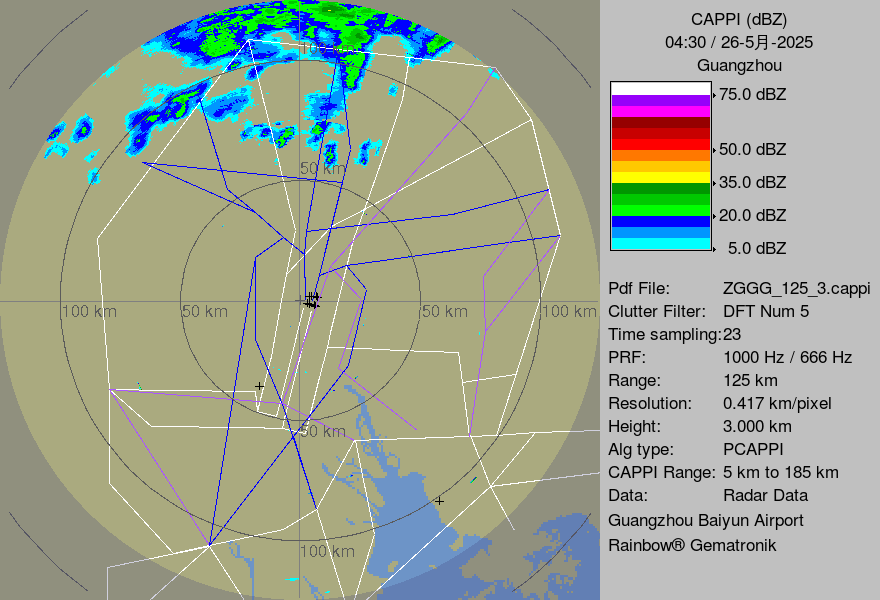 CAPPI (dBZ)
04:30 / 26-5月-2025
Guangzhou
75.0 dBZ
50.0 dBZ
35.0 dBZ
20.0 dBZ
5.0 dBZ
50 km
100 km
50 km
50 km
100 km
50 km
100 km
Pdf File: ZGGG_125_3.cappi
Clutter Filter: DFT Num 5
Time sampling:23
PRF: 1000 Hz / 666 Hz
Range: 125 km
Resolution: 0.417 km/pixel
Height: 3.000 km
Alg type: PCAPPI
CAPPI Range: 5 km to 185 km
Data: Radar Data
Guangzhou Baiyun Airport
Rainbow® Gematronik